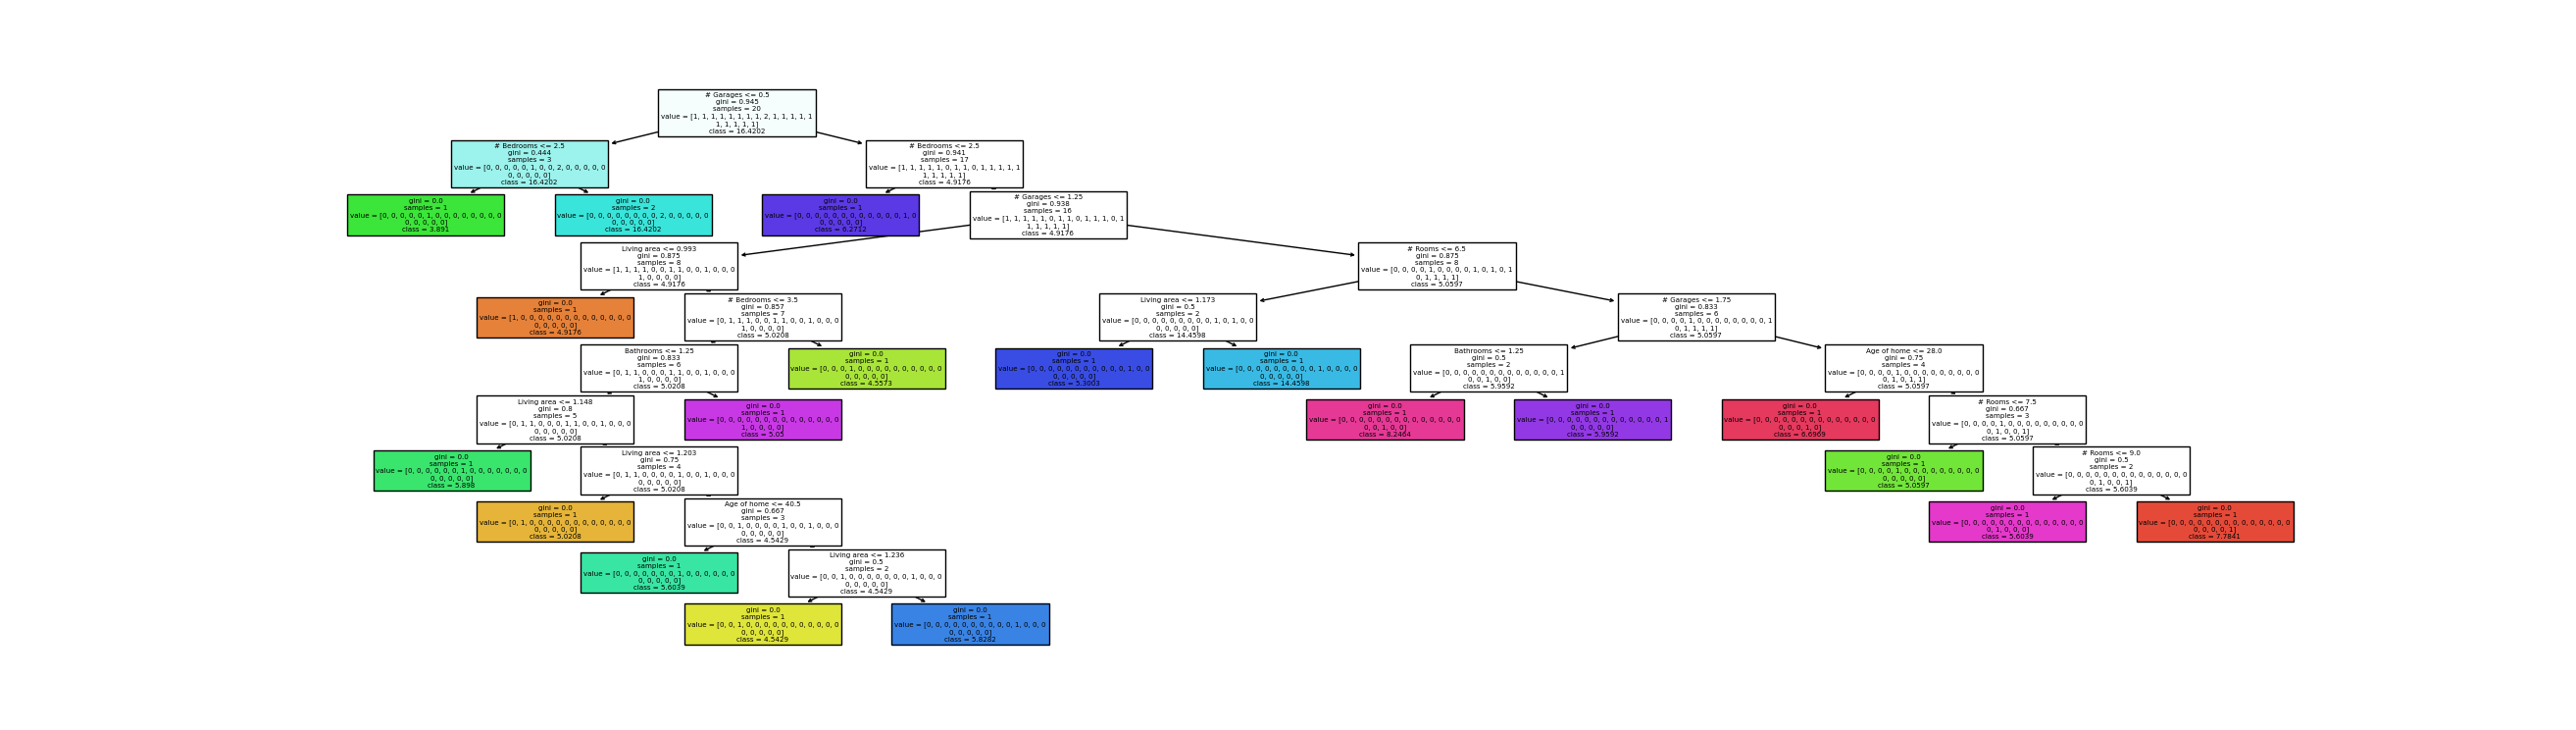 # Garages <= 0.5
gini = 0.945
samples = 20
value = [1, 1, 1, 1, 1, 1, 1, 1, 2, 1, 1, 1, 1, 1
1, 1, 1, 1, 1]
class = 16.4202
# Bedrooms <= 2.5
gini = 0.444
samples = 3
value = [0, 0, 0, 0, 0, 1, 0, 0, 2, 0, 0, 0, 0, 0
0, 0, 0, 0, 0]
class = 16.4202
# Bedrooms <= 2.5
gini = 0.941
samples = 17
value = [1, 1, 1, 1, 1, 0, 1, 1, 0, 1, 1, 1, 1, 1
1, 1, 1, 1, 1]
class = 4.9176
gini = 0.0
samples = 1
value = [0, 0, 0, 0, 0, 1, 0, 0, 0, 0, 0, 0, 0, 0
0, 0, 0, 0, 0]
class = 3.891
gini = 0.0
samples = 2
value = [0, 0, 0, 0, 0, 0, 0, 0, 2, 0, 0, 0, 0, 0
0, 0, 0, 0, 0]
class = 16.4202
gini = 0.0
samples = 1
value = [0, 0, 0, 0, 0, 0, 0, 0, 0, 0, 0, 0, 1, 0
0, 0, 0, 0, 0]
class = 6.2712
# Garages <= 1.25
gini = 0.938
samples = 16
value = [1, 1, 1, 1, 1, 0, 1, 1, 0, 1, 1, 1, 0, 1
1, 1, 1, 1, 1]
class = 4.9176
Living area <= 0.993
gini = 0.875
samples = 8
value = [1, 1, 1, 1, 0, 0, 1, 1, 0, 0, 1, 0, 0, 0
1, 0, 0, 0, 0]
class = 4.9176
# Rooms <= 6.5
gini = 0.875
samples = 8
value = [0, 0, 0, 0, 1, 0, 0, 0, 0, 1, 0, 1, 0, 1
0, 1, 1, 1, 1]
class = 5.0597
gini = 0.0
samples = 1
value = [1, 0, 0, 0, 0, 0, 0, 0, 0, 0, 0, 0, 0, 0
0, 0, 0, 0, 0]
class = 4.9176
# Bedrooms <= 3.5
gini = 0.857
samples = 7
value = [0, 1, 1, 1, 0, 0, 1, 1, 0, 0, 1, 0, 0, 0
1, 0, 0, 0, 0]
class = 5.0208
Living area <= 1.173
gini = 0.5
samples = 2
value = [0, 0, 0, 0, 0, 0, 0, 0, 0, 1, 0, 1, 0, 0
0, 0, 0, 0, 0]
class = 14.4598
# Garages <= 1.75
gini = 0.833
samples = 6
value = [0, 0, 0, 0, 1, 0, 0, 0, 0, 0, 0, 0, 0, 1
0, 1, 1, 1, 1]
class = 5.0597
Bathrooms <= 1.25
gini = 0.833
samples = 6
value = [0, 1, 1, 0, 0, 0, 1, 1, 0, 0, 1, 0, 0, 0
1, 0, 0, 0, 0]
class = 5.0208
gini = 0.0
samples = 1
value = [0, 0, 0, 1, 0, 0, 0, 0, 0, 0, 0, 0, 0, 0
0, 0, 0, 0, 0]
class = 4.5573
gini = 0.0
samples = 1
value = [0, 0, 0, 0, 0, 0, 0, 0, 0, 0, 0, 1, 0, 0
0, 0, 0, 0, 0]
class = 5.3003
gini = 0.0
samples = 1
value = [0, 0, 0, 0, 0, 0, 0, 0, 0, 1, 0, 0, 0, 0
0, 0, 0, 0, 0]
class = 14.4598
Bathrooms <= 1.25
gini = 0.5
samples = 2
value = [0, 0, 0, 0, 0, 0, 0, 0, 0, 0, 0, 0, 0, 1
0, 0, 1, 0, 0]
class = 5.9592
Age of home <= 28.0
gini = 0.75
samples = 4
value = [0, 0, 0, 0, 1, 0, 0, 0, 0, 0, 0, 0, 0, 0
0, 1, 0, 1, 1]
class = 5.0597
Living area <= 1.148
gini = 0.8
samples = 5
value = [0, 1, 1, 0, 0, 0, 1, 1, 0, 0, 1, 0, 0, 0
0, 0, 0, 0, 0]
class = 5.0208
gini = 0.0
samples = 1
value = [0, 0, 0, 0, 0, 0, 0, 0, 0, 0, 0, 0, 0, 0
1, 0, 0, 0, 0]
class = 5.05
gini = 0.0
samples = 1
value = [0, 0, 0, 0, 0, 0, 0, 0, 0, 0, 0, 0, 0, 0
0, 0, 1, 0, 0]
class = 8.2464
gini = 0.0
samples = 1
value = [0, 0, 0, 0, 0, 0, 0, 0, 0, 0, 0, 0, 0, 1
0, 0, 0, 0, 0]
class = 5.9592
gini = 0.0
samples = 1
value = [0, 0, 0, 0, 0, 0, 0, 0, 0, 0, 0, 0, 0, 0
0, 0, 0, 1, 0]
class = 6.6969
# Rooms <= 7.5
gini = 0.667
samples = 3
value = [0, 0, 0, 0, 1, 0, 0, 0, 0, 0, 0, 0, 0, 0
0, 1, 0, 0, 1]
class = 5.0597
gini = 0.0
samples = 1
value = [0, 0, 0, 0, 0, 0, 1, 0, 0, 0, 0, 0, 0, 0
0, 0, 0, 0, 0]
class = 5.898
Living area <= 1.203
gini = 0.75
samples = 4
value = [0, 1, 1, 0, 0, 0, 0, 1, 0, 0, 1, 0, 0, 0
0, 0, 0, 0, 0]
class = 5.0208
gini = 0.0
samples = 1
value = [0, 0, 0, 0, 1, 0, 0, 0, 0, 0, 0, 0, 0, 0
0, 0, 0, 0, 0]
class = 5.0597
# Rooms <= 9.0
gini = 0.5
samples = 2
value = [0, 0, 0, 0, 0, 0, 0, 0, 0, 0, 0, 0, 0, 0
0, 1, 0, 0, 1]
class = 5.6039
gini = 0.0
samples = 1
value = [0, 1, 0, 0, 0, 0, 0, 0, 0, 0, 0, 0, 0, 0
0, 0, 0, 0, 0]
class = 5.0208
Age of home <= 40.5
gini = 0.667
samples = 3
value = [0, 0, 1, 0, 0, 0, 0, 1, 0, 0, 1, 0, 0, 0
0, 0, 0, 0, 0]
class = 4.5429
gini = 0.0
samples = 1
value = [0, 0, 0, 0, 0, 0, 0, 0, 0, 0, 0, 0, 0, 0
0, 1, 0, 0, 0]
class = 5.6039
gini = 0.0
samples = 1
value = [0, 0, 0, 0, 0, 0, 0, 0, 0, 0, 0, 0, 0, 0
0, 0, 0, 0, 1]
class = 7.7841
gini = 0.0
samples = 1
value = [0, 0, 0, 0, 0, 0, 0, 1, 0, 0, 0, 0, 0, 0
0, 0, 0, 0, 0]
class = 5.6039
Living area <= 1.236
gini = 0.5
samples = 2
value = [0, 0, 1, 0, 0, 0, 0, 0, 0, 0, 1, 0, 0, 0
0, 0, 0, 0, 0]
class = 4.5429
gini = 0.0
samples = 1
value = [0, 0, 1, 0, 0, 0, 0, 0, 0, 0, 0, 0, 0, 0
0, 0, 0, 0, 0]
class = 4.5429
gini = 0.0
samples = 1
value = [0, 0, 0, 0, 0, 0, 0, 0, 0, 0, 1, 0, 0, 0
0, 0, 0, 0, 0]
class = 5.8282